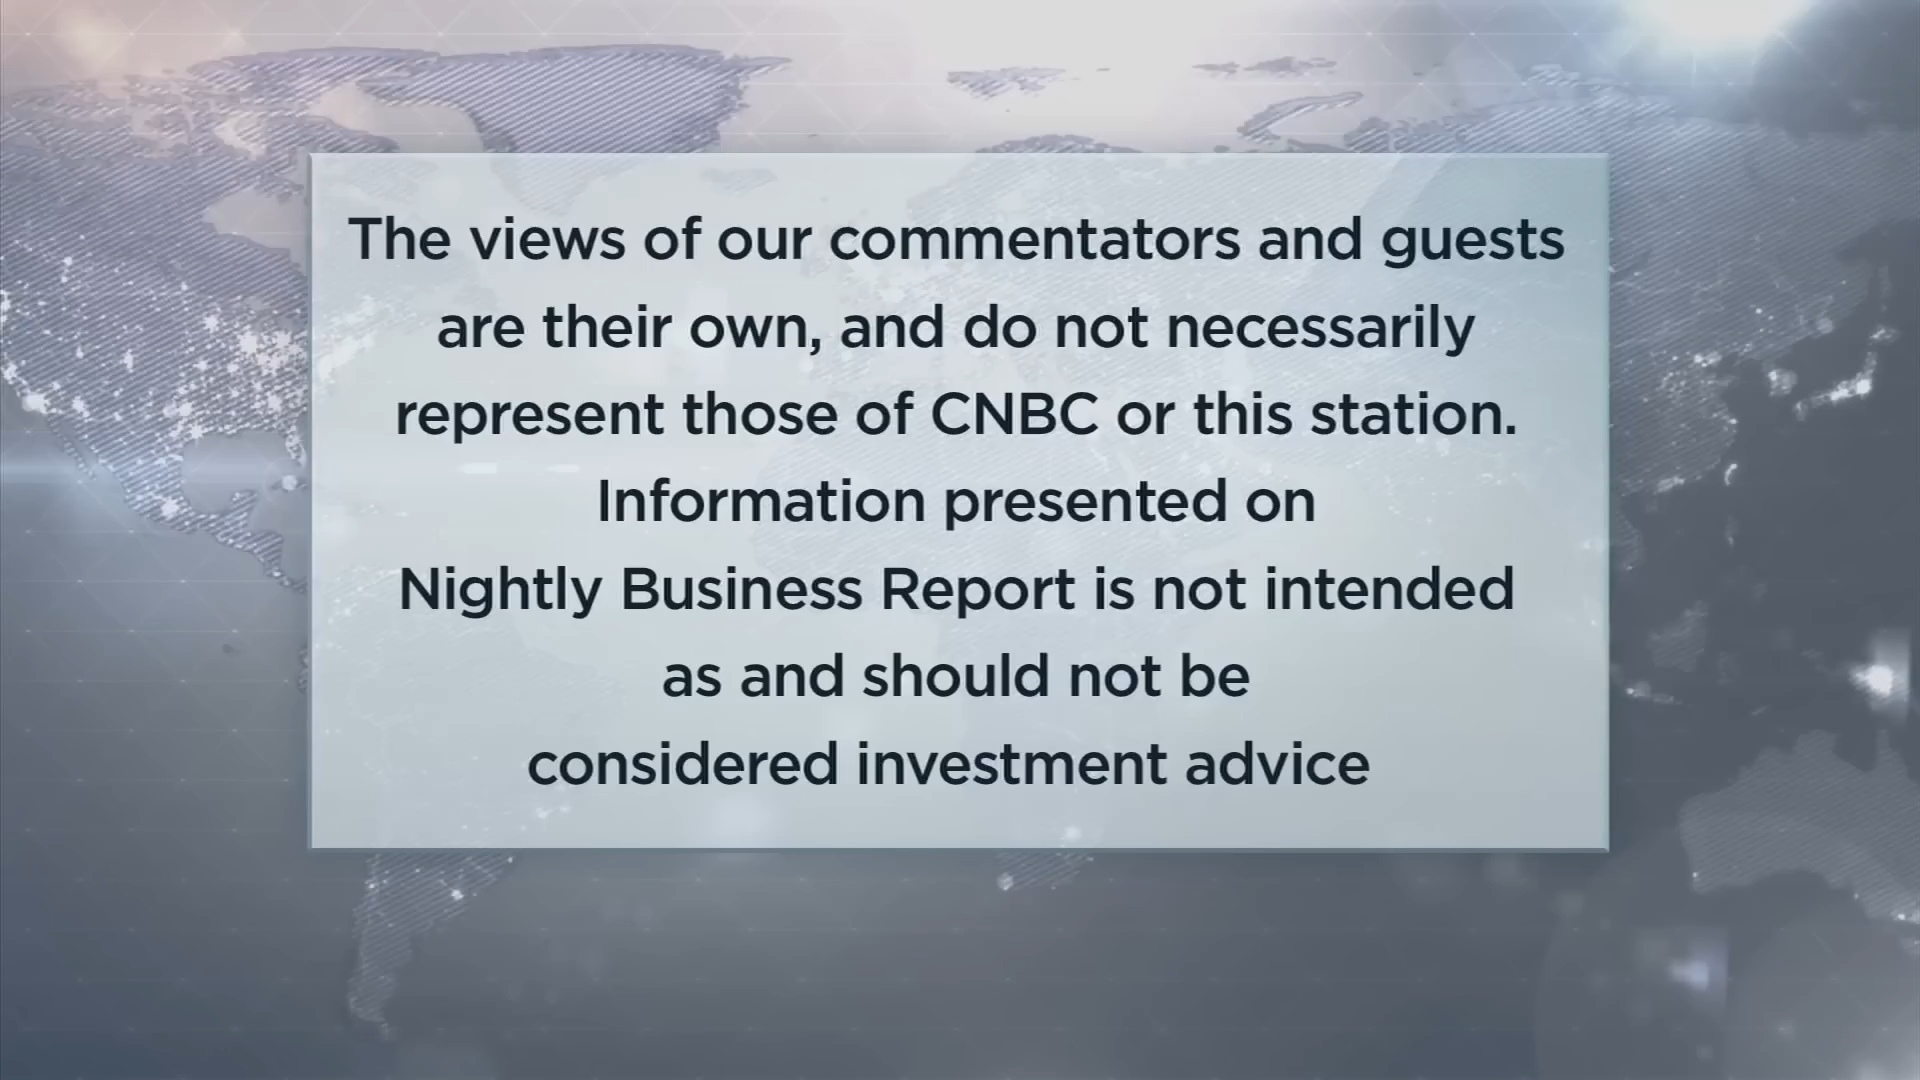 The views of our commentators and guests
are their own, and do not necessarily
represent those of CNBC or this station.
Information presented on
Nightly Business Report is not intended
as and should not be
considered investment advice